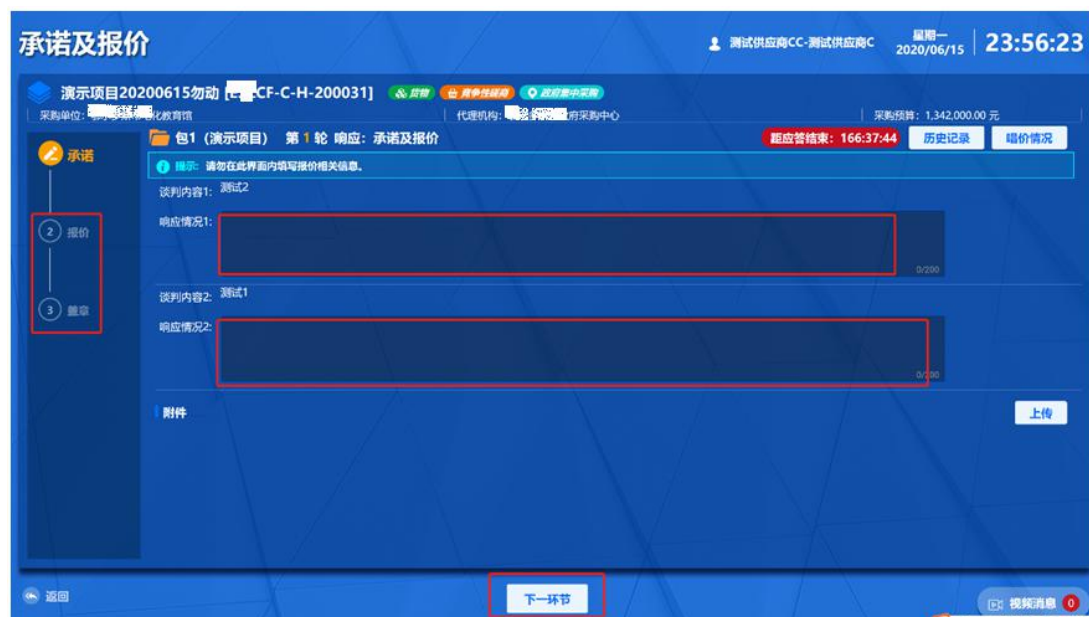 承诺及报价
测试供应商CC-测试供应商C
星期一
2020/06/15
23:56:23
演示项目20200615勿动 [ CF-C-H-200031] 货物 竞争性磋商 政府集中采购
采购单位: 化教育馆
代理机构: 府采购中心
采购预算: 1,342,000.00 元
承诺
2 报价
3 盖章
包1（演示项目） 第 1 轮 响应: 承诺及报价
距应答结束: 166:37:44
历史记录
唱价情况
提示: 请勿在此界面内填写报价相关信息。
谈判内容1: 测试2
响应情况1:
0/200
谈判内容2: 测试1
响应情况2:
0/200
附件
上传
返回
下一环节
视频消息 0